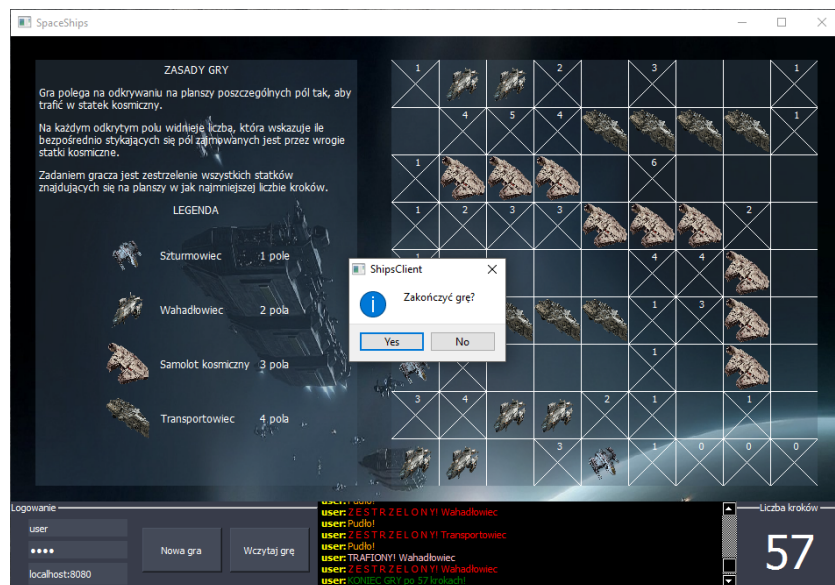 SpaceShips
ZASADY GRY
Gra polega na odkrywaniu na planszy poszczególnych pól tak, aby
trafić w statek kosmiczny.
Na każdym odkrytym polu widnieje liczba, która wskazuje ile
bezpośrednio stykających się pól zajmowanych jest przez wrogie
statki kosmiczne.
Zadaniem gracza jest zestrzelenie wszystkich statków
znajdujących się na planszy w jak najmniejszej liczbie kroków.
LEGENDA
Szturmowiec 1 pole
Wahadłowiec 2 pola
Samolot kosmiczny 3 pola
Transportowiec 4 pola
1 2 3 1
4 5 4 1
1 6
1 2 3 3 2
4 4
1 3
1
3 4 2 1 1
3 1 0 0 0
ShipsClient
Zakończyć grę?
Yes No
Logowanie
user
••••
localhost:8080
Nowa gra
Wczytaj grę
user: Pudło!
user: Z E S T R Z E L O N Y! Wahadłowiec
user: Pudło!
user: Z E S T R Z E L O N Y! Transportowiec
user: Pudło!
user: TRAFIONY! Wahadłowiec
user: Z E S T R Z E L O N Y! Wahadłowiec
user: KONIEC GRY po 57 krokach!
Liczba kroków
57